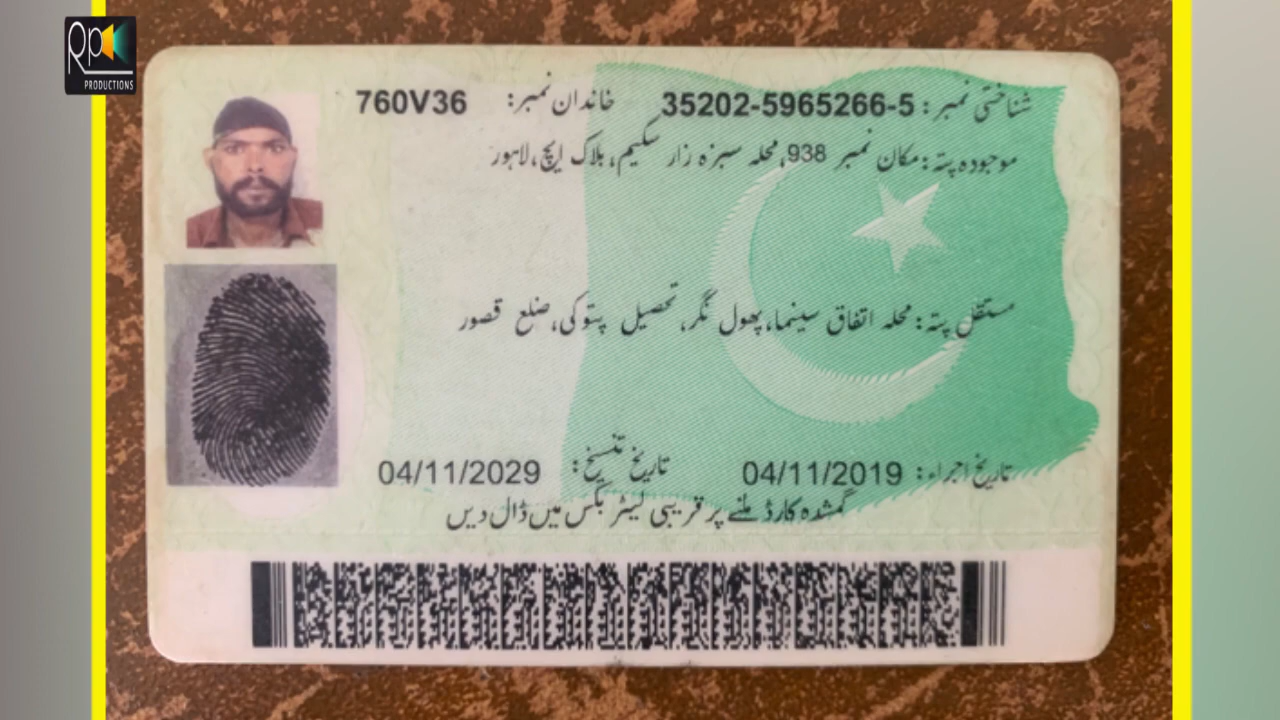 Rp
PRODUCTIONS
شناختی نمبر: 35202-5965266-5 خاندان نمبر: 760V36
موجودہ پتہ: مکان نمبر 938، محلہ سبزہ زار سکیم، بلاک ایچ، لاہور
مستقل پتہ: محلہ اتفاق سینما، پھول نگر، تحصیل پتوکی، ضلع قصور
تاریخ اجراء: 04/11/2019 تاریخ تنسیخ: 04/11/2029
گمشدہ کارڈ ملنے پر قریبی لیٹر بکس میں ڈال دیں